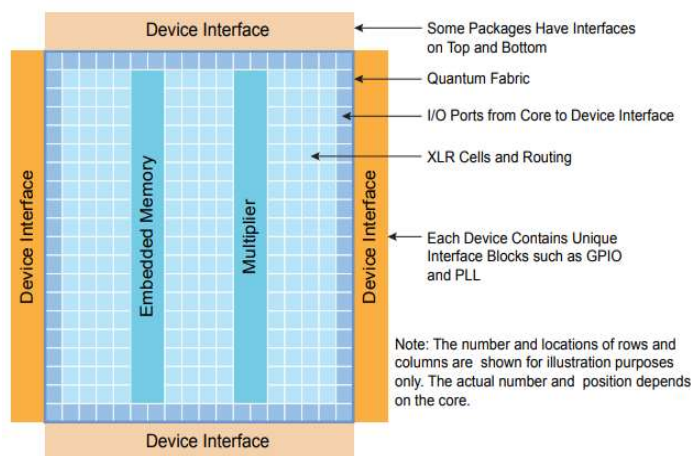 Device Interface
Some Packages Have Interfaces
on Top and Bottom
Quantum Fabric
I/O Ports from Core to Device Interface
XLR Cells and Routing
Device Interface
Embedded Memory
Multiplier
Device Interface
Each Device Contains Unique
Interface Blocks such as GPIO
and PLL
Note: The number and locations of rows and
columns are shown for illustration purposes
only. The actual number and position depends
on the core.
Device Interface